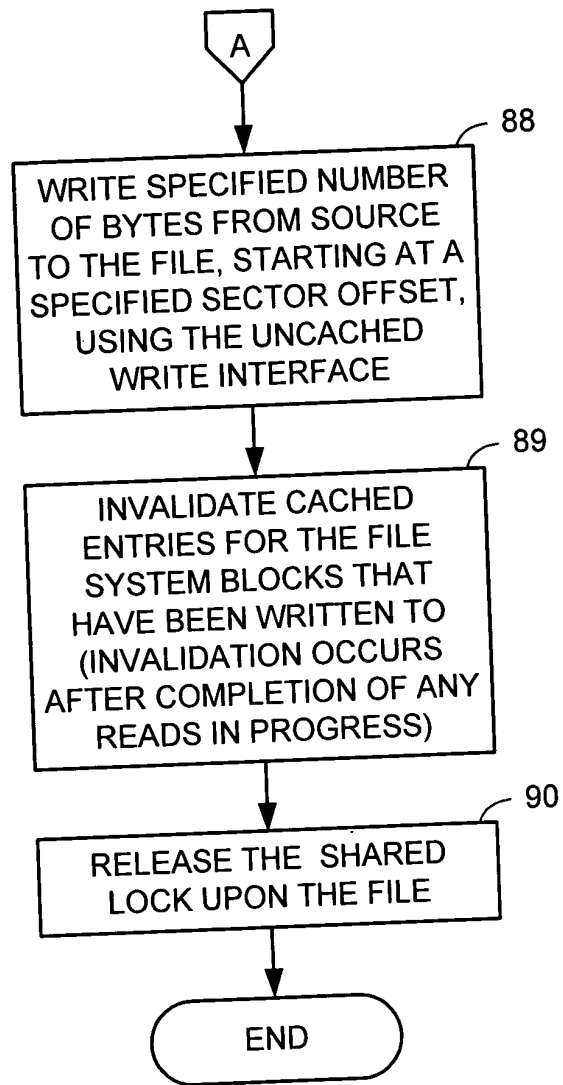 A
88
WRITE SPECIFIED NUMBER
OF BYTES FROM SOURCE
TO THE FILE, STARTING AT A
SPECIFIED SECTOR OFFSET,
USING THE UNCACHED
WRITE INTERFACE
89
INVALIDATE CACHED
ENTRIES FOR THE FILE
SYSTEM BLOCKS THAT
HAVE BEEN WRITTEN TO
(INVALIDATION OCCURS
AFTER COMPLETION OF ANY
READS IN PROGRESS)
90
RELEASE THE SHARED
LOCK UPON THE FILE
END